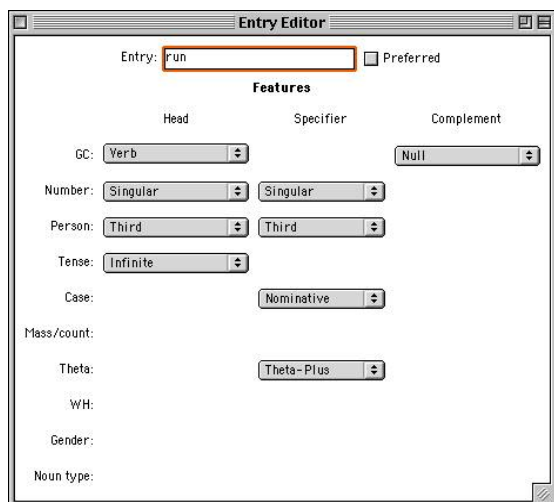 Entry Editor
Entry: run Preferred
Features
Head Specifier Complement
GC: Verb Null
Number: Singular Singular
Person: Third Third
Tense: Infinite
Case: Nominative
Mass/count:
Theta: Theta-Plus
WH:
Gender:
Noun type: